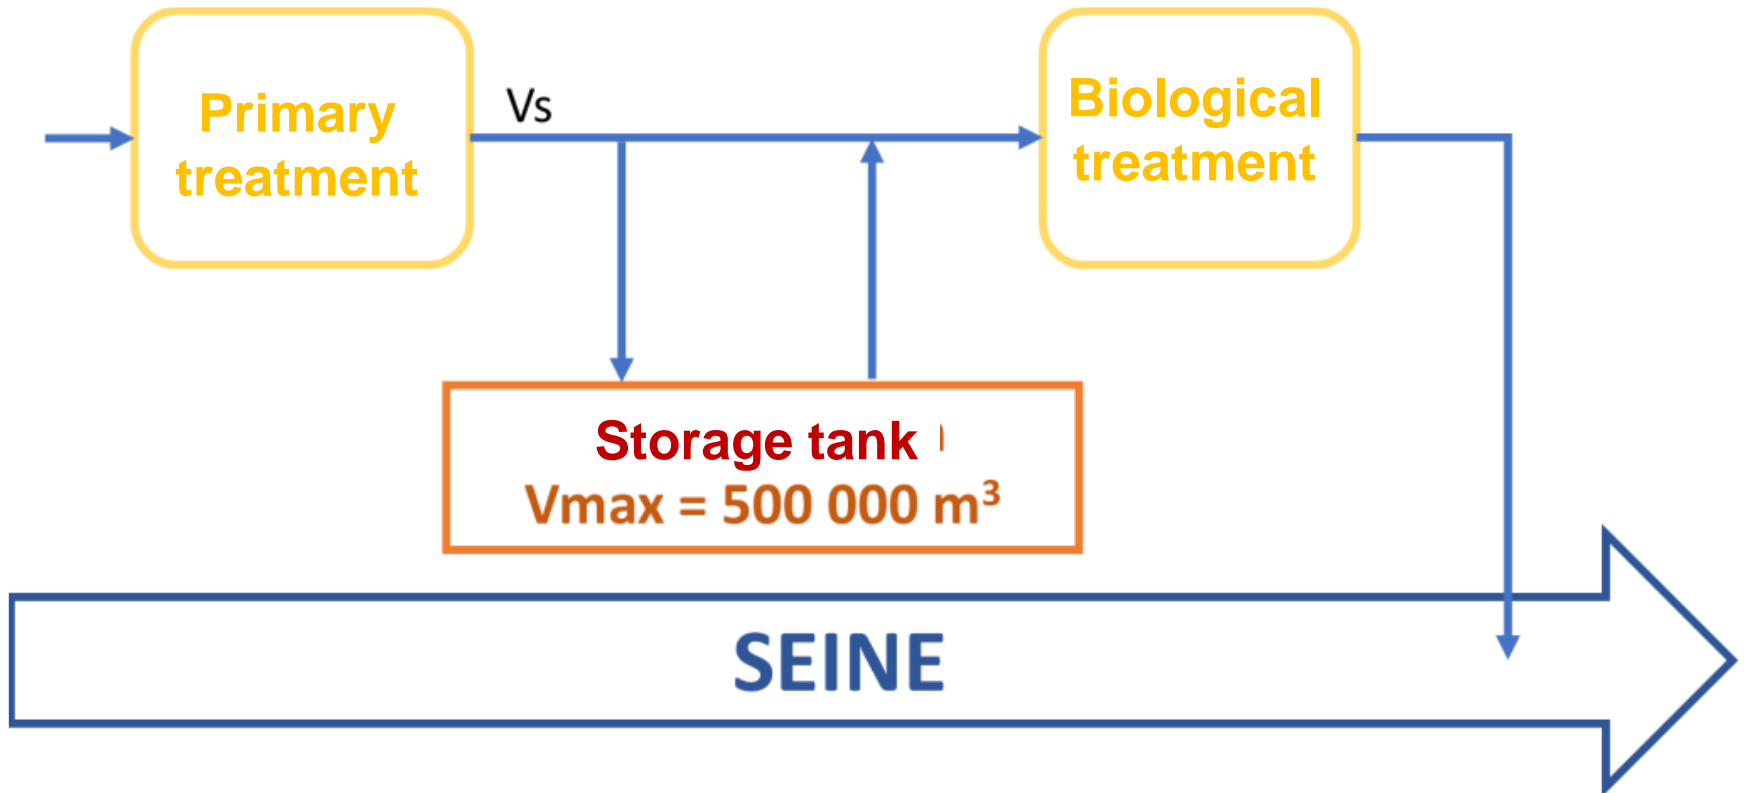 Primary
treatment
Vs
Biological
treatment
Storage tank
Vmax = 500 000 m³
SEINE